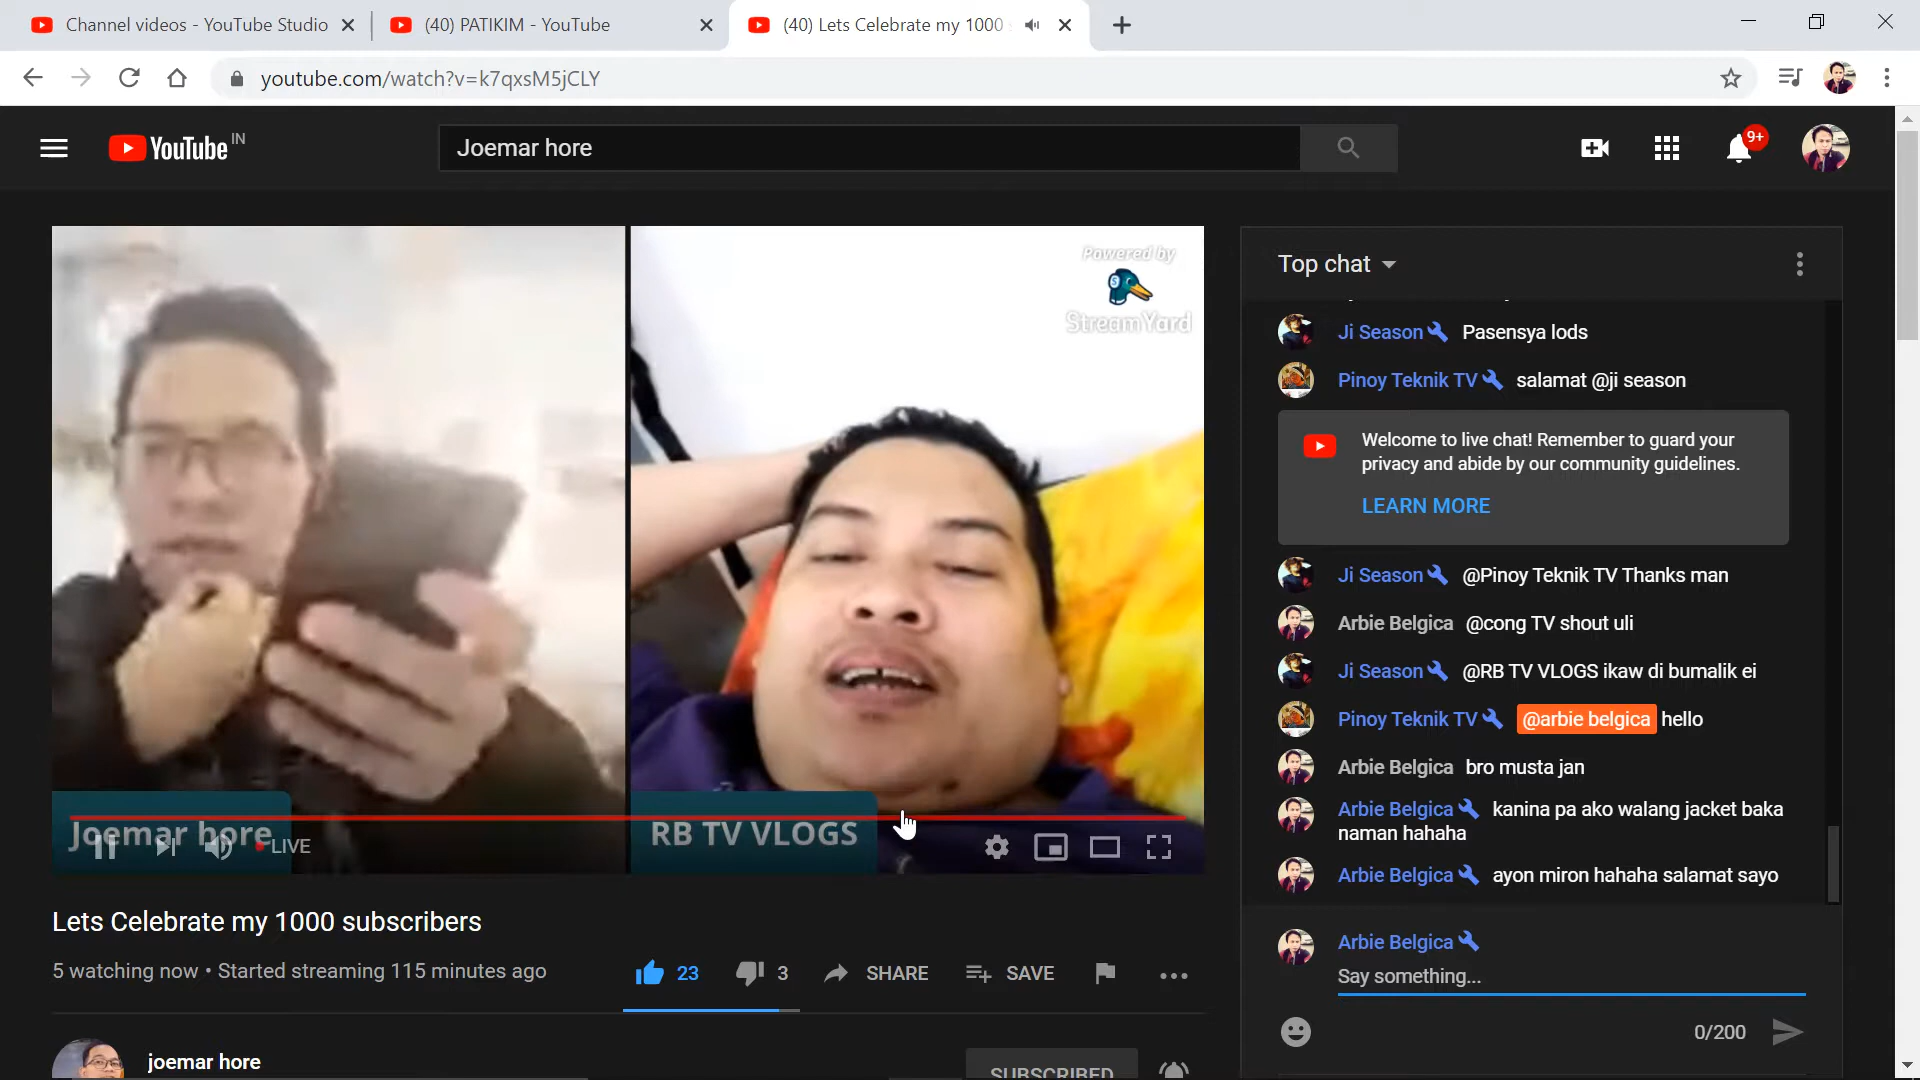 Channel videos - YouTube Studio
(40) PATIKIM - YouTube
(40) Lets Celebrate my 1000
youtube.com/watch?v=k7qxsM5jCLY
YouTube IN
Joemar hore
9+
Powered by
StreamYard
Joemar hore
RB TV VLOGS
LIVE
Lets Celebrate my 1000 subscribers
5 watching now • Started streaming 115 minutes ago
23
3
SHARE
SAVE
joemar hore
SUBSCRIBED
Top chat
Ji Season Pasensya lods
Pinoy Teknik TV salamat @ji season
Welcome to live chat! Remember to guard your
privacy and abide by our community guidelines.
LEARN MORE
Ji Season @Pinoy Teknik TV Thanks man
Arbie Belgica @cong TV shout uli
Ji Season @RB TV VLOGS ikaw di bumalik ei
Pinoy Teknik TV @arbie belgica hello
Arbie Belgica bro musta jan
Arbie Belgica kanina pa ako walang jacket baka
naman hahaha
Arbie Belgica ayon miron hahaha salamat sayo
Arbie Belgica
Say something...
0/200